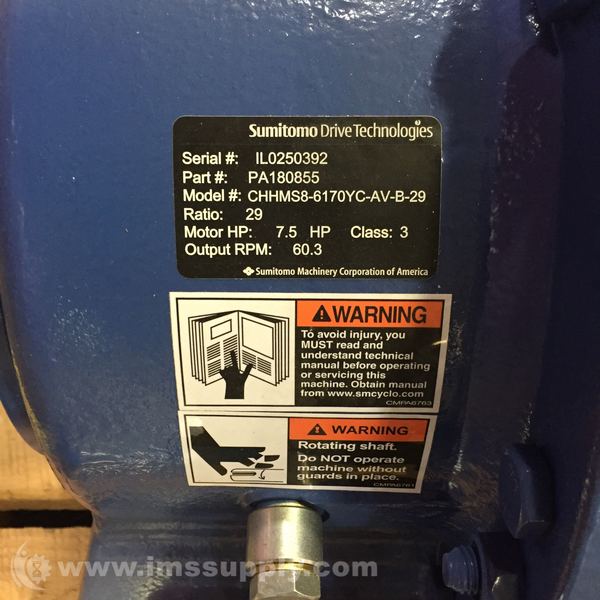 Sumitomo Drive Technologies
Serial #: IL0250392
Part #: PA180855
Model #: CHHMS8-6170YC-AV-B-29
Ratio: 29
Motor HP: 7.5 HP Class: 3
Output RPM: 60.3
Sumitomo Machinery Corporation of America
WARNING
To avoid injury, you
MUST read and
understand technical
manual before operating
or servicing this
machine. Obtain manual
from www.smcyclo.com
CMPA6763
WARNING
Rotating shaft.
Do NOT operate
machine without
guards in place.
CMPA6761
www.imssupply.com